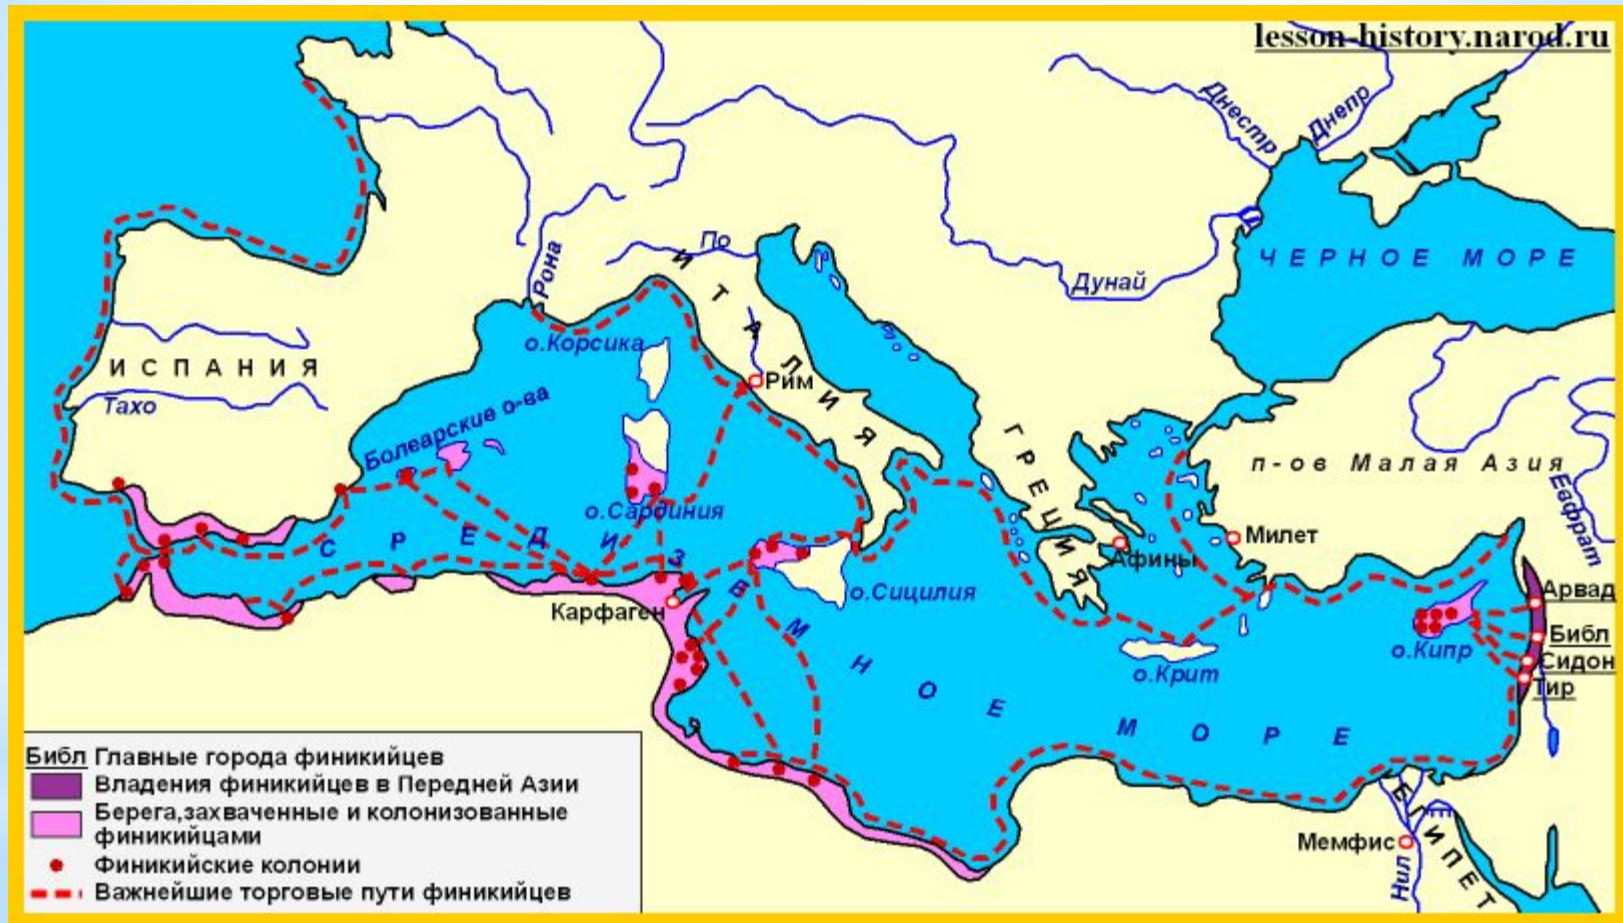 lesson-history.narod.ru
Днестр
Днепр
Рона
По
ИТАЛИЯ
Дунай
ЧЕРНОЕ МОРЕ
о.Корсика
ИСПАНИЯ
Тахо
Рим
Болеарские о-ва
ГРЕЦИЯ
п-ов Малая Азия
Евфрат
о.Сардиния
СРЕДИЗЕМНОЕ МОРЕ
Милет
Афины
о.Сицилия
Карфаген
Арвад
Библ
Сидон
Тир
о.Кипр
о.Крит
ЕГИПЕТ
Мемфис
Нил
Библ Главные города финикийцев
Владения финикийцев в Передней Азии
Берега,захваченные и колонизованные
финикийцами
Финикийские колонии
Важнейшие торговые пути финикийцев